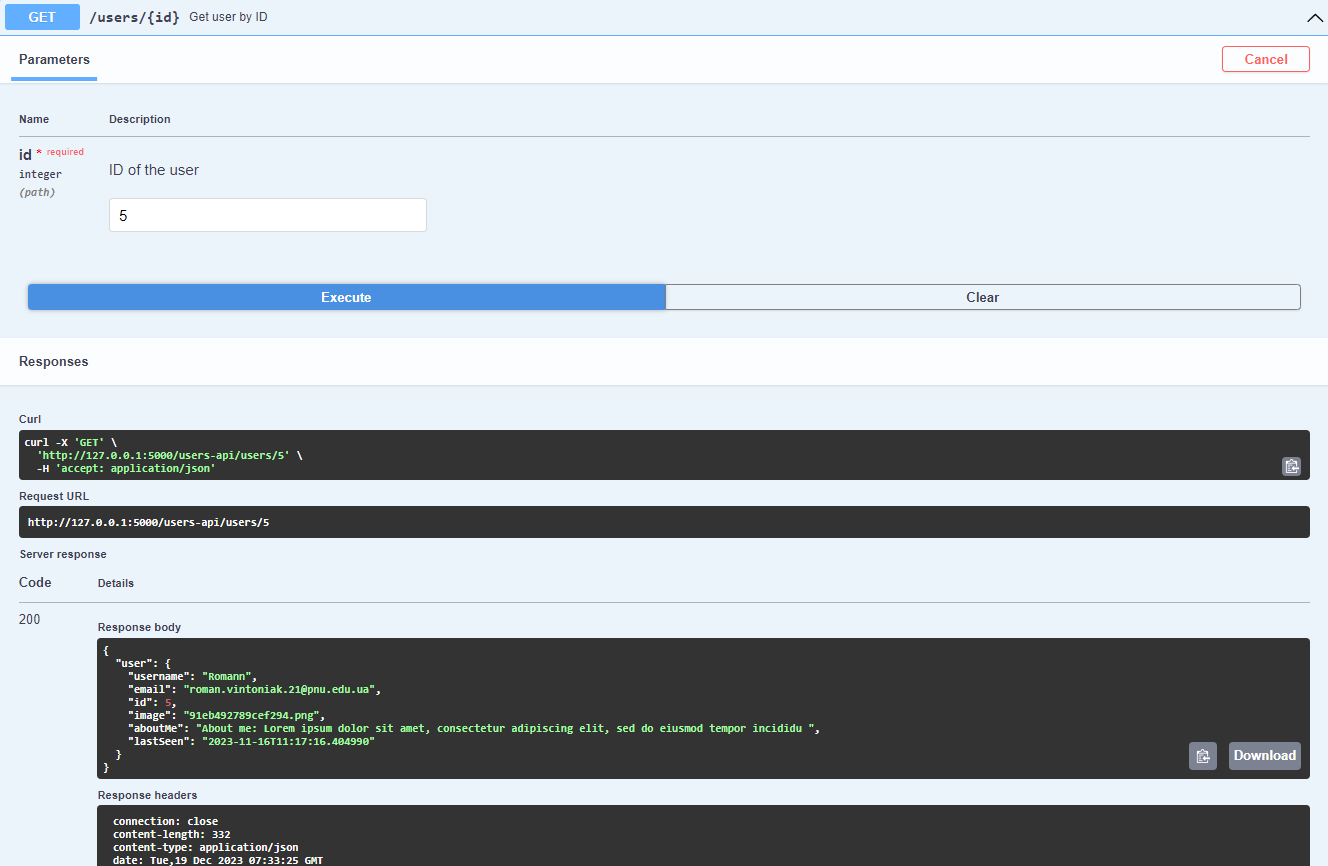 GET /users/{id} Get user by ID
Parameters
Cancel
Name Description
id * required
integer
(path)
ID of the user
5
Execute Clear
Responses
Curl
curl -X 'GET' \
  'http://127.0.0.1:5000/users-api/users/5' \
  -H 'accept: application/json'
Request URL
http://127.0.0.1:5000/users-api/users/5
Server response
Code Details
200
Response body
{
  "user": {
    "username": "Romann",
    "email": "roman.vintoniak.21@pnu.edu.ua",
    "id": 5,
    "image": "91eb492789cef294.png",
    "aboutMe": "About me: Lorem ipsum dolor sit amet, consectetur adipiscing elit, sed do eiusmod tempor incididu ",
    "lastSeen": "2023-11-16T11:17:16.404990"
  }
}
Download
Response headers
connection: close
content-length: 332
content-type: application/json
date: Tue,19 Dec 2023 07:33:25 GMT